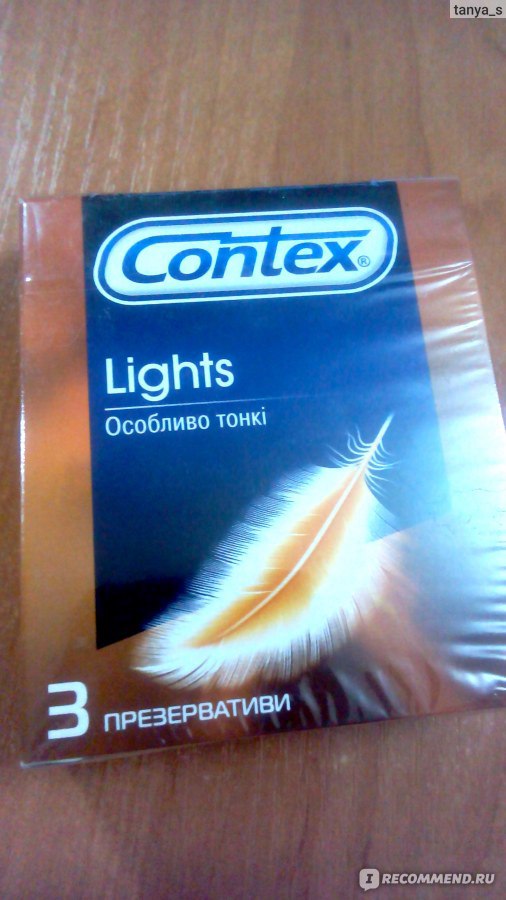 tanya_s
Contex®
Lights
Особливо тонкі
3 ПРЕЗЕРВАТИВИ
I RECOMMEND.RU